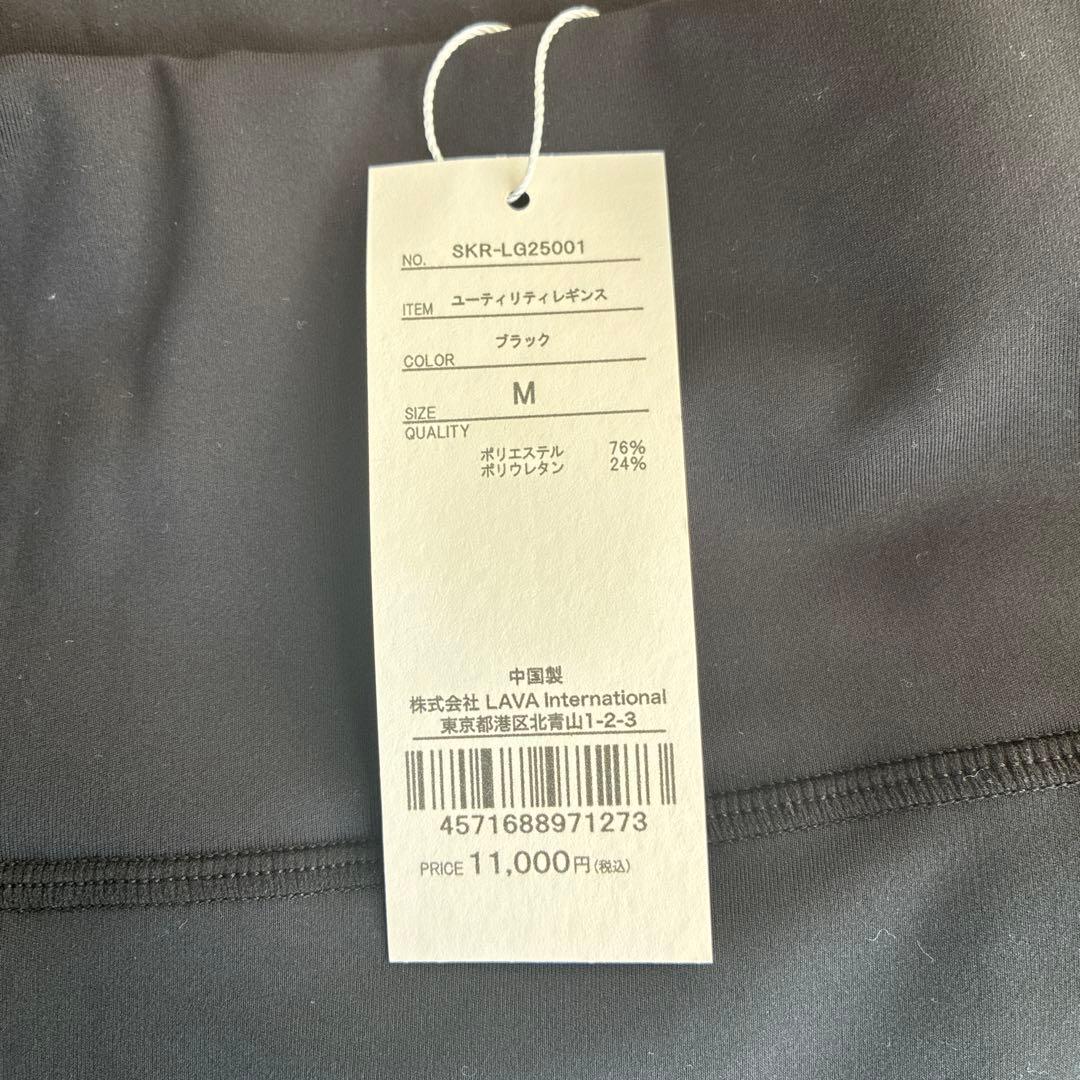 NO. SKR-LG25001
ITEM ユーティリティレギンス
COLOR ブラック
SIZE M
QUALITY
ポリエステル 76%
ポリウレタン 24%
中国製
株式会社 LAVA International
東京都港区北青山1-2-3
4571688971273
PRICE 11,000円(税込)